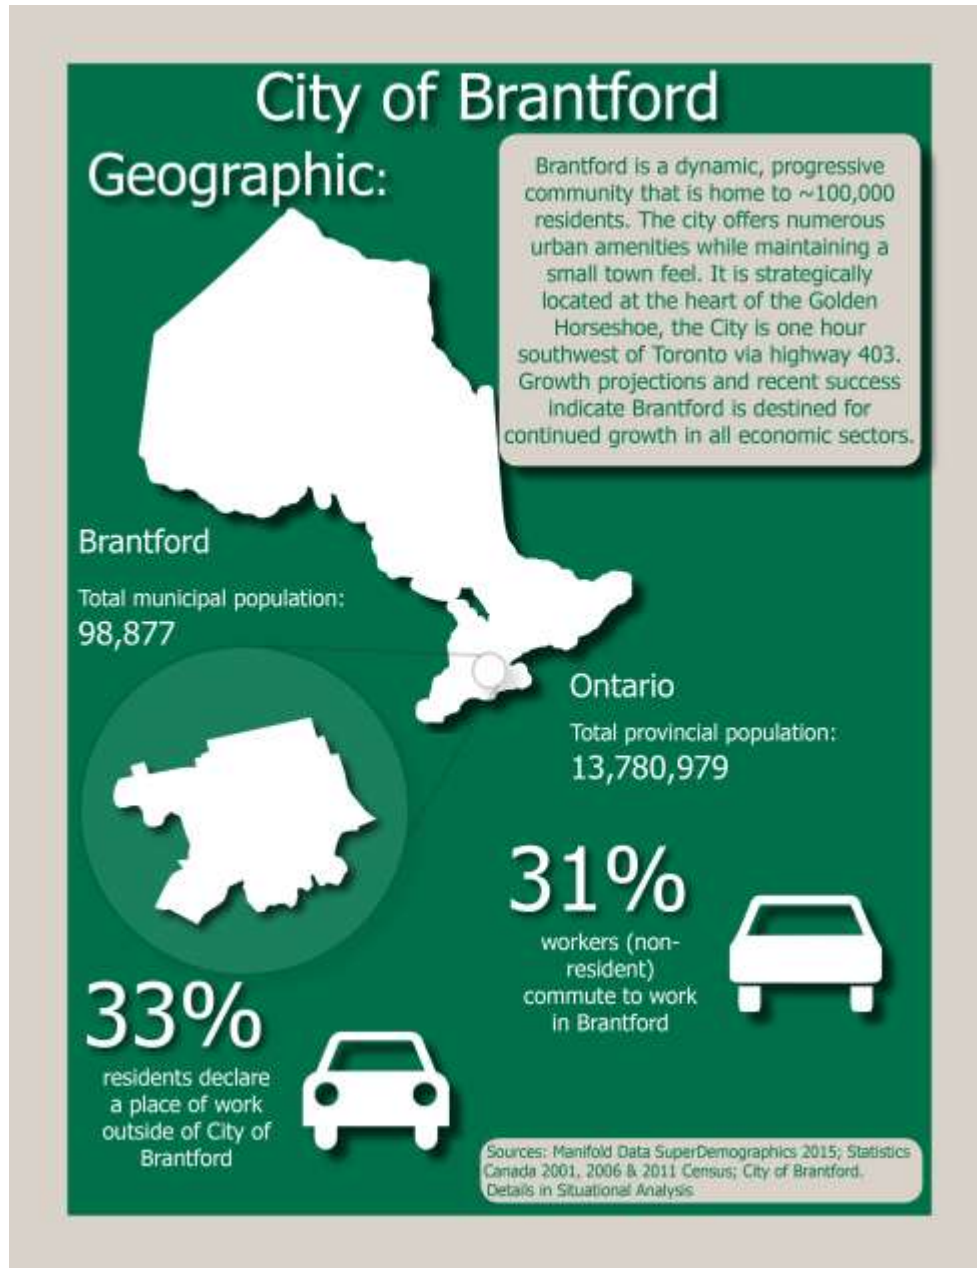 City of Brantford
Geographic:
Brantford is a dynamic, progressive
community that is home to ~100,000
residents. The city offers numerous
urban amenities while maintaining a
small town feel. It is strategically
located at the heart of the Golden
Horseshoe, the City is one hour
southwest of Toronto via highway 403.
Growth projections and recent success
indicate Brantford is destined for
continued growth in all economic sectors.
Brantford
Total municipal population:
98,877
Ontario
Total provincial population:
13,780,979
31%
workers (non-
resident)
commute to work
in Brantford
33%
residents declare
a place of work
outside of City of
Brantford
Sources: Manifold Data SuperDemographics 2015; Statistics
Canada 2001, 2006 & 2011 Census; City of Brantford.
Details in Situational Analysis